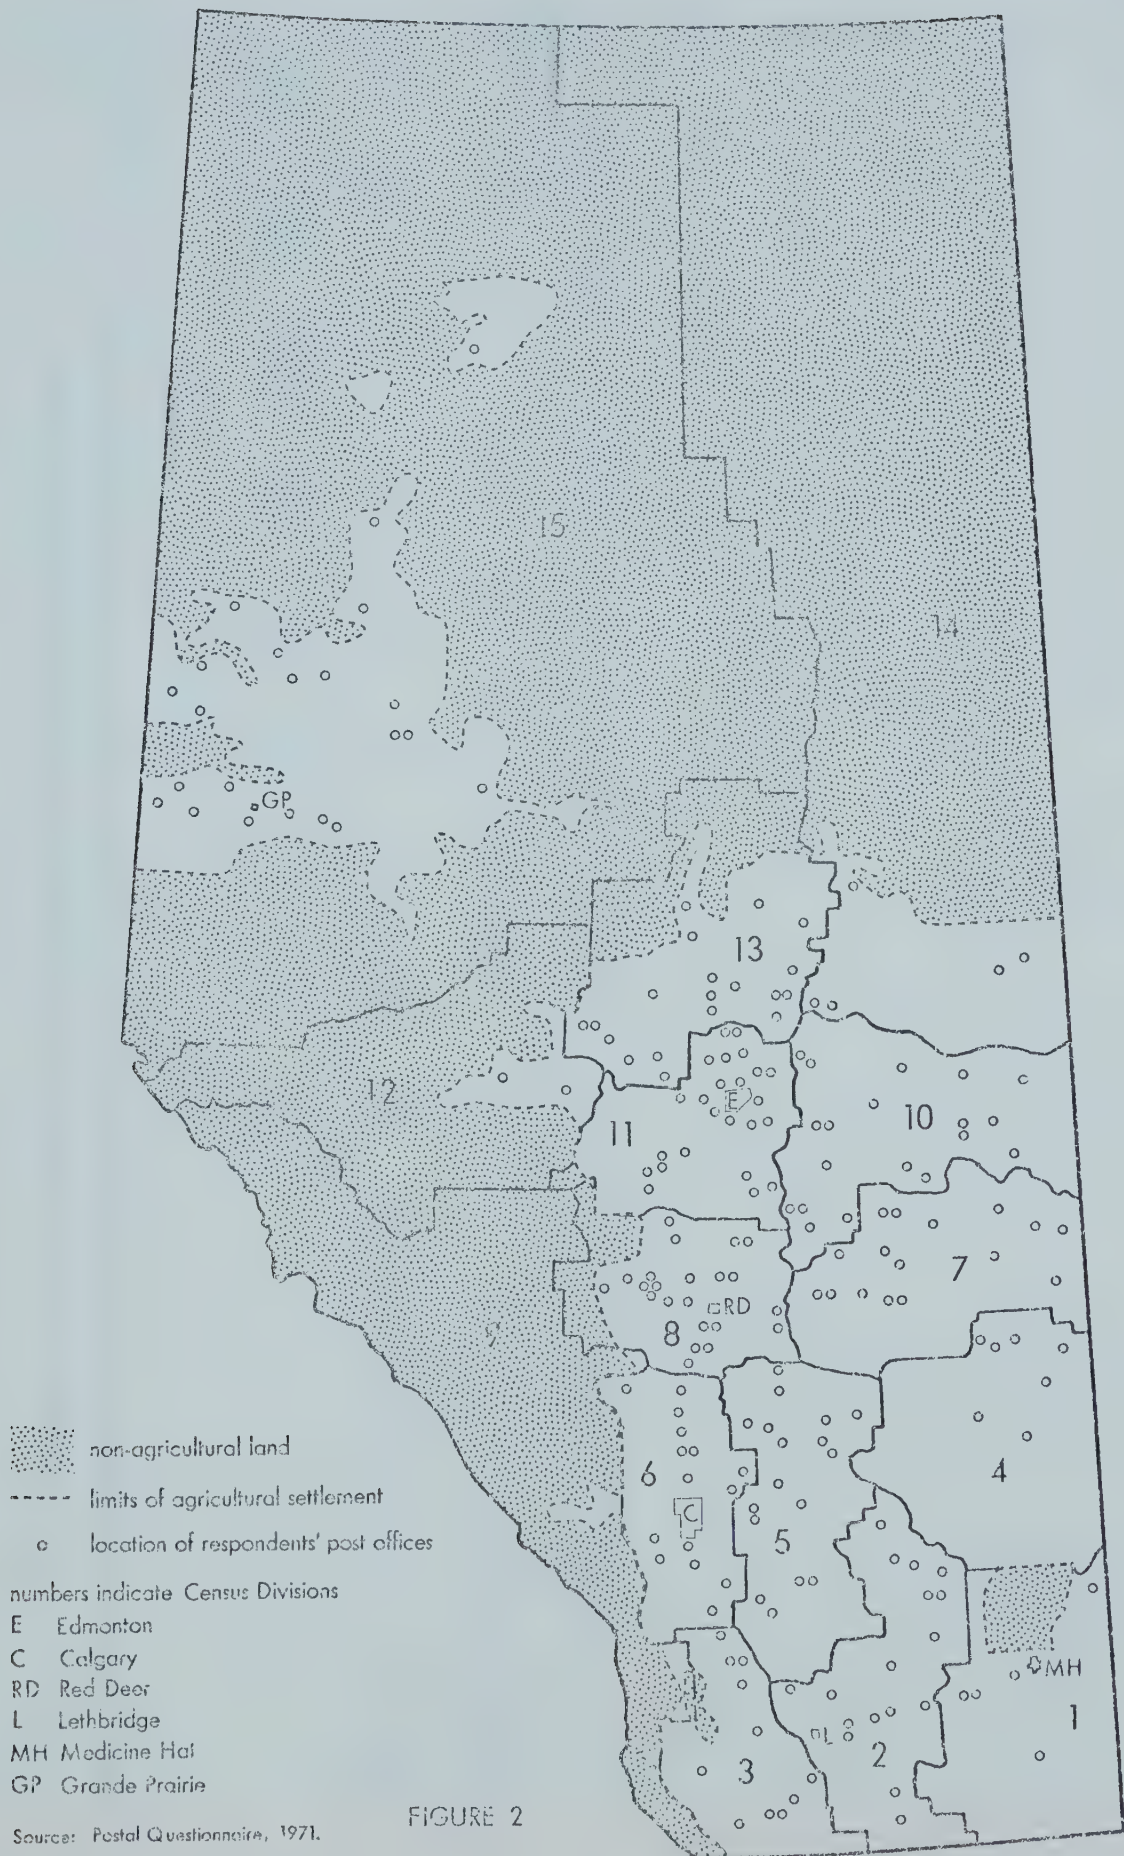 15
14
GP
13
12
E
11
10
7
RD
8
9
6
4
C
5
MH
1
L
2
3
non-agricultural land
limits of agricultural settlement
location of respondents' post offices
numbers indicate Census Divisions
E Edmonton
C Calgary
RD Red Deer
L Lethbridge
MH Medicine Hat
GP Grande Prairie
FIGURE 2
Source: Postal Questionnaire, 1971.